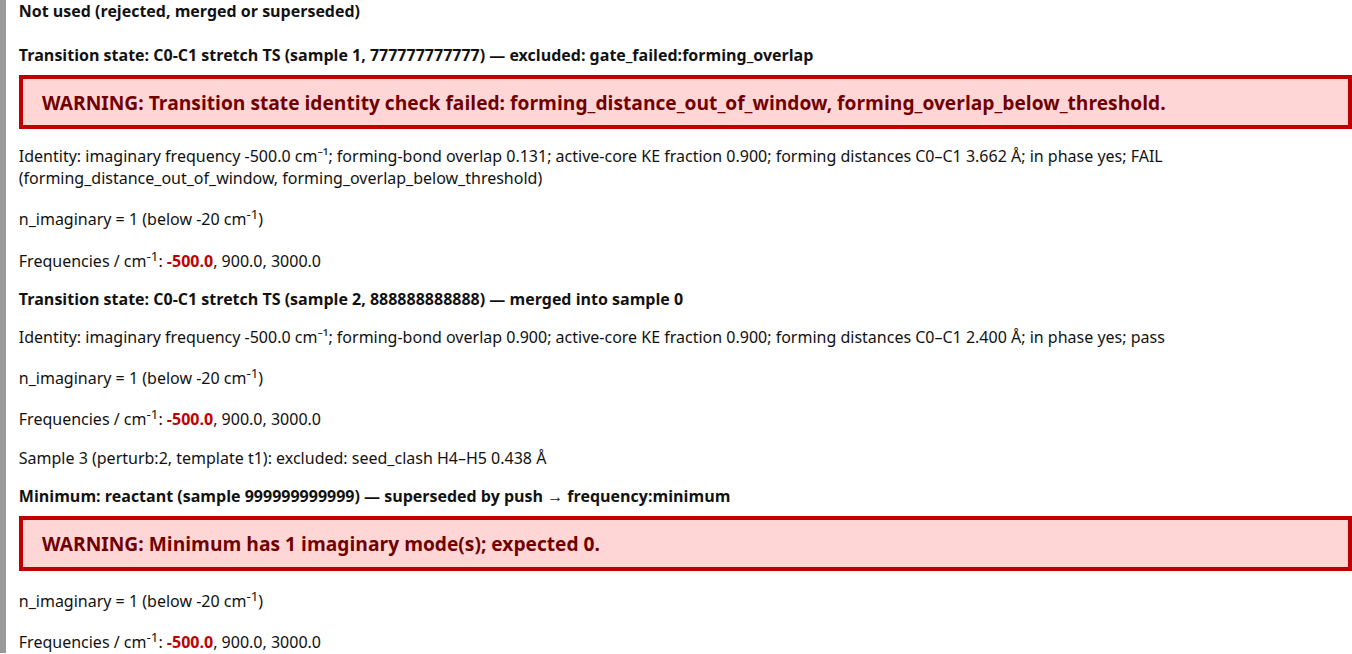 Not used (rejected, merged or superseded)
Transition state: C0-C1 stretch TS (sample 1, 777777777777) — excluded: gate_failed:forming_overlap
WARNING: Transition state identity check failed: forming_distance_out_of_window, forming_overlap_below_threshold.
Identity: imaginary frequency -500.0 cm⁻¹; forming-bond overlap 0.131; active-core KE fraction 0.900; forming distances C0–C1 3.662 Å; in phase yes; FAIL
(forming_distance_out_of_window, forming_overlap_below_threshold)
n_imaginary = 1 (below -20 cm⁻¹)
Frequencies / cm⁻¹: -500.0, 900.0, 3000.0
Transition state: C0-C1 stretch TS (sample 2, 888888888888) — merged into sample 0
Identity: imaginary frequency -500.0 cm⁻¹; forming-bond overlap 0.900; active-core KE fraction 0.900; forming distances C0–C1 2.400 Å; in phase yes; pass
n_imaginary = 1 (below -20 cm⁻¹)
Frequencies / cm⁻¹: -500.0, 900.0, 3000.0
Sample 3 (perturb:2, template t1): excluded: seed_clash H4–H5 0.438 Å
Minimum: reactant (sample 999999999999) — superseded by push → frequency:minimum
WARNING: Minimum has 1 imaginary mode(s); expected 0.
n_imaginary = 1 (below -20 cm⁻¹)
Frequencies / cm⁻¹: -500.0, 900.0, 3000.0